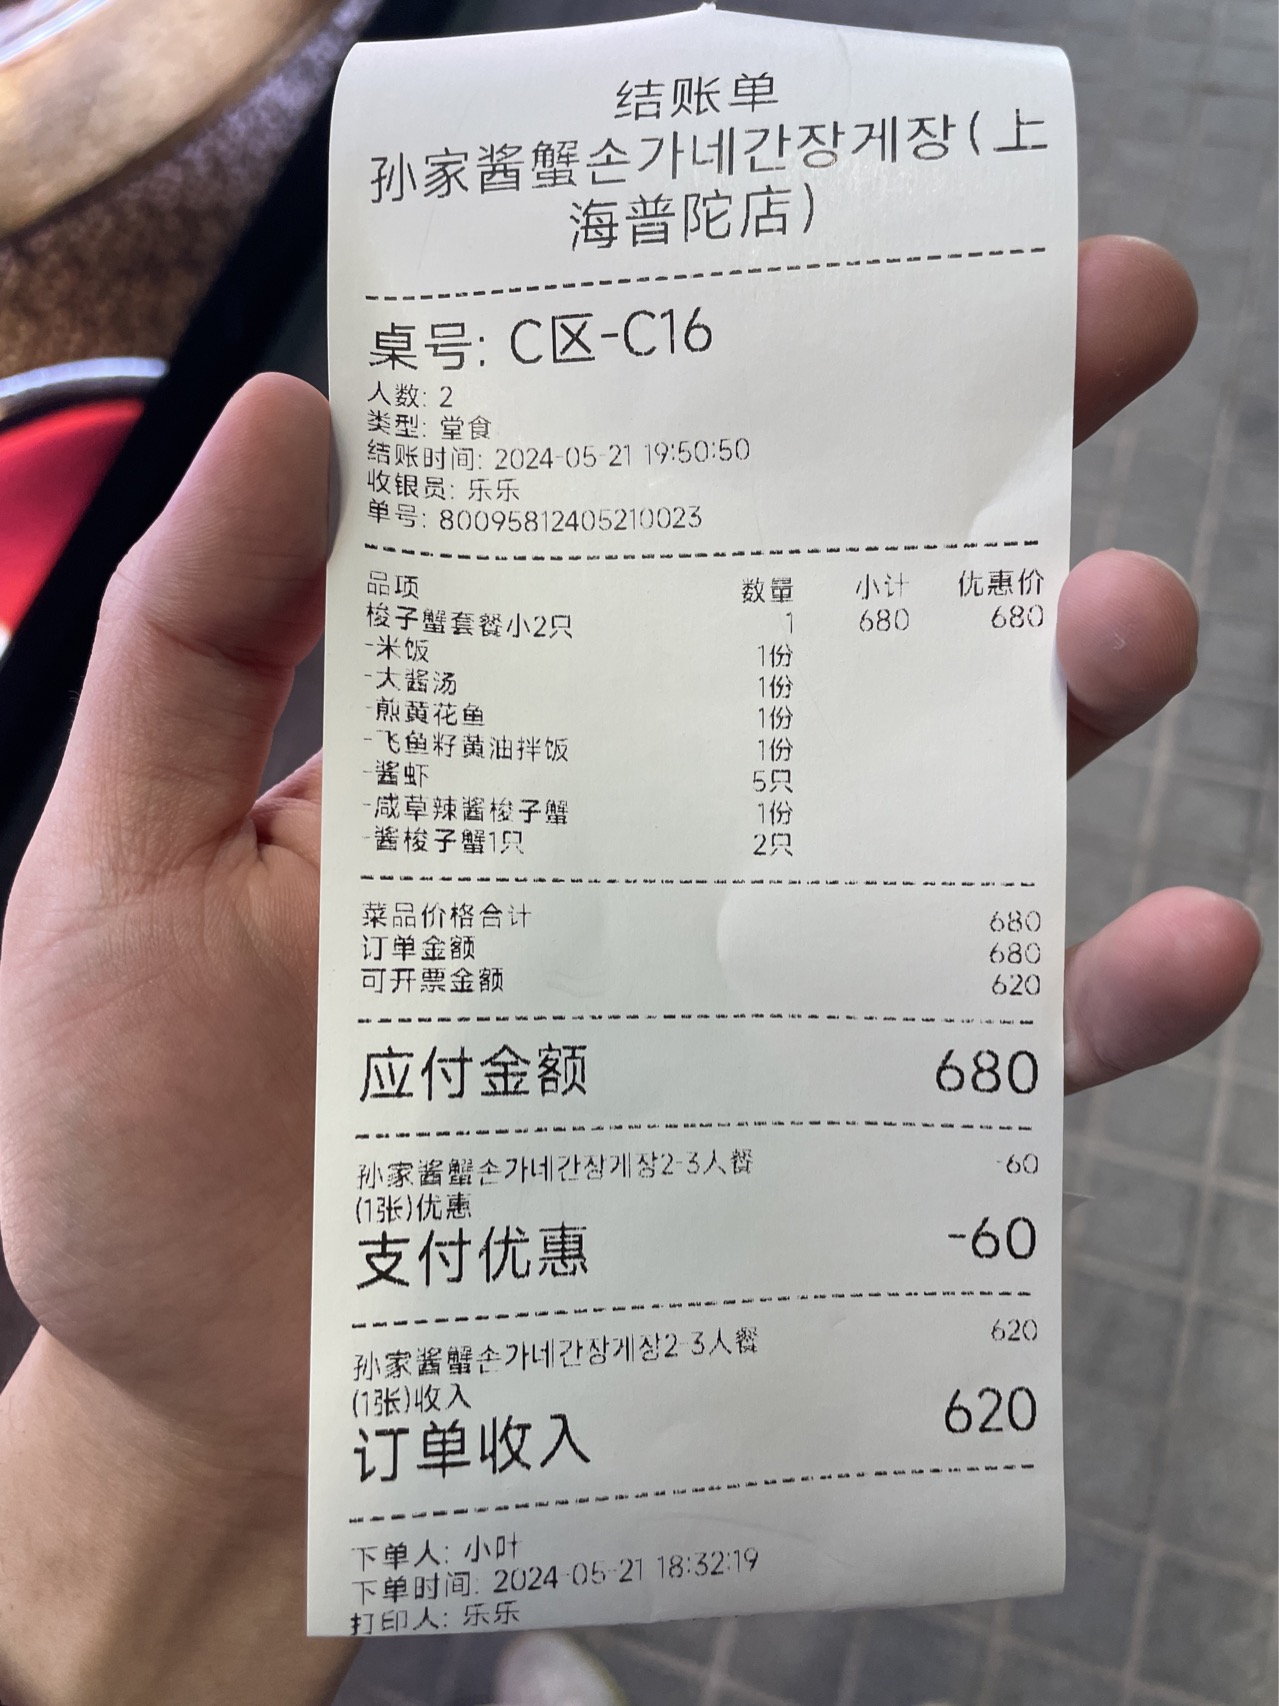 结账单
孙家酱蟹손가네간장게장(上
海普陀店)
桌号: C区-C16
人数: 2
类型: 堂食
结账时间: 2024-05-21 19:50:50
收银员: 乐乐
单号: 80095812405210023
品项 数量 小计 优惠价
梭子蟹套餐小2只 1 680 680
-米饭 1份
-大酱汤 1份
-煎黄花鱼 1份
-飞鱼籽黄油拌饭 1份
-酱虾 5只
-咸草辣酱梭子蟹 1份
-酱梭子蟹1只 2只
菜品价格合计 680
订单金额 680
可开票金额 620
应付金额 680
孙家酱蟹손가네간장게장2-3人餐 -60
(1张)优惠
支付优惠 -60
孙家酱蟹손가네간장게장2-3人餐 620
(1张)收入
订单收入 620
下单人: 小叶
下单时间: 2024-05-21 18:32:19
打印人: 乐乐